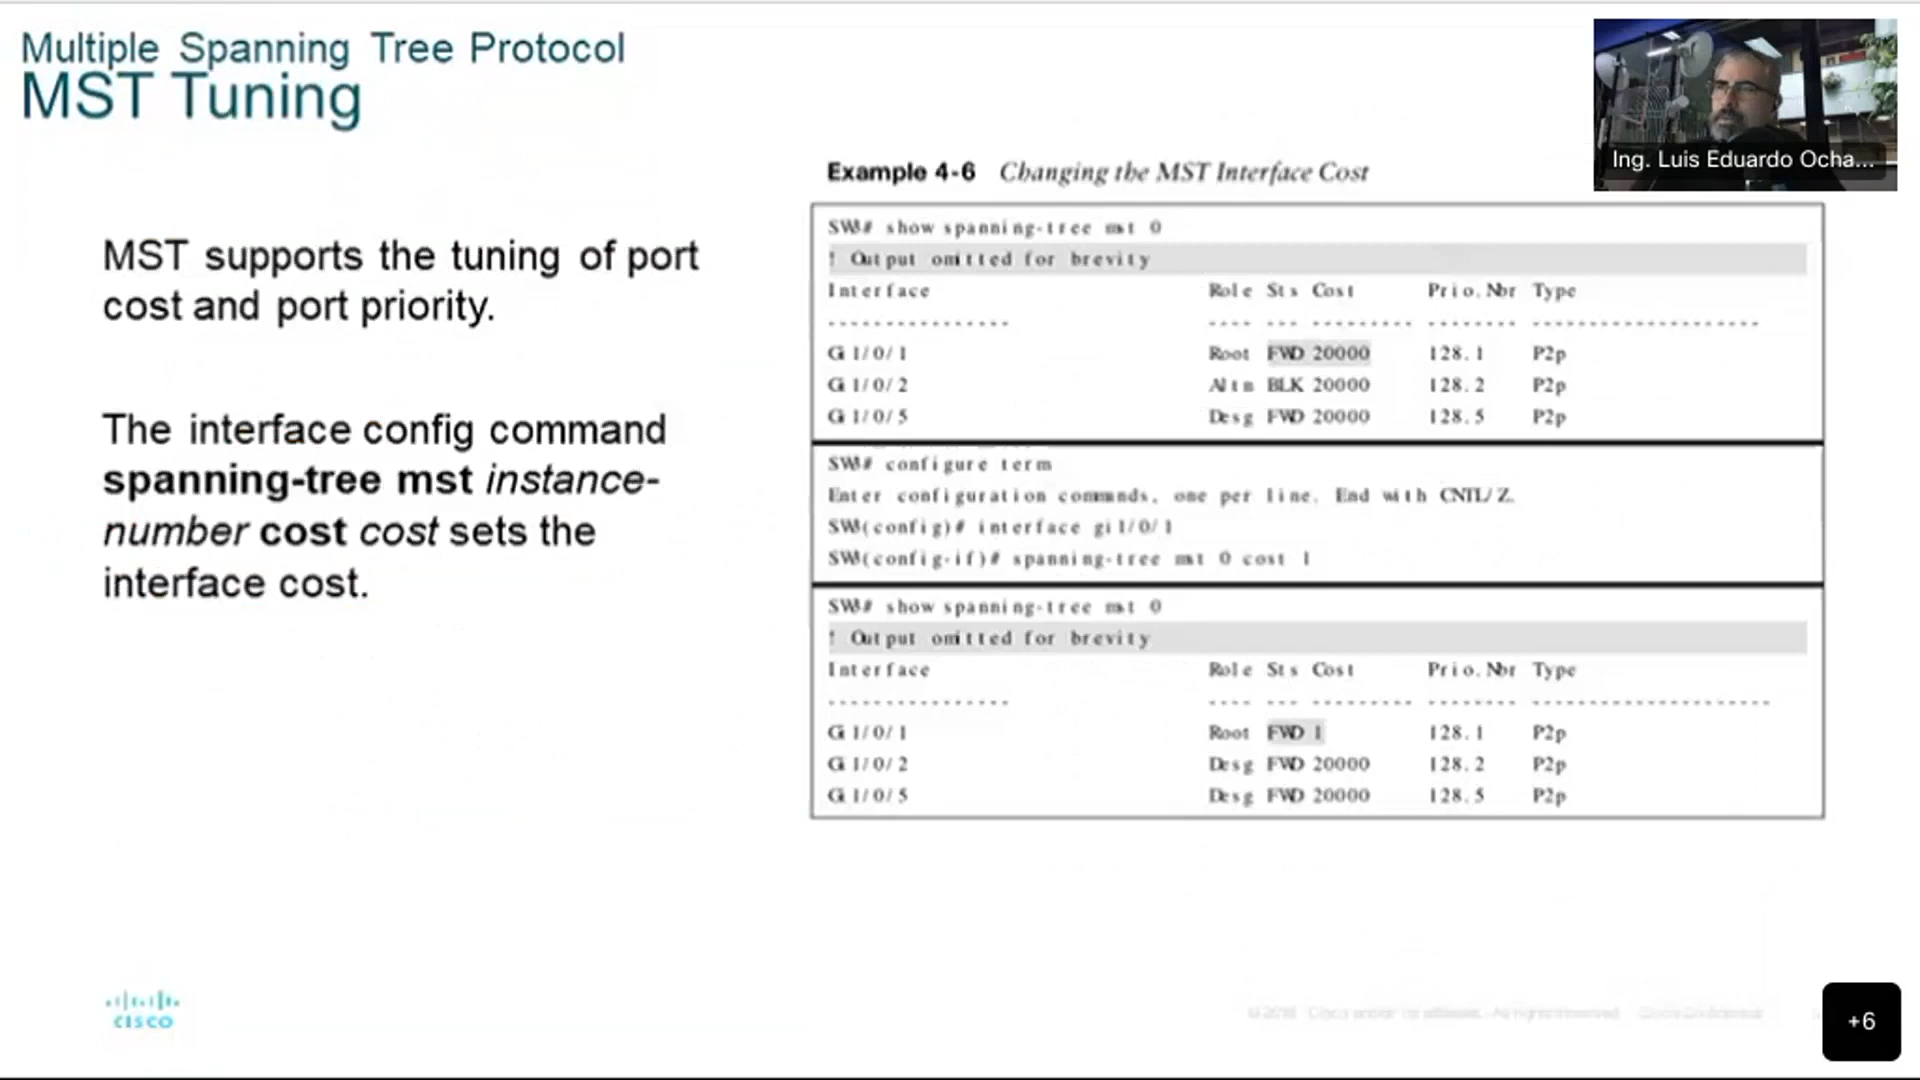 Multiple Spanning Tree Protocol
MST Tuning
Ing. Luis Eduardo Ocha...
MST supports the tuning of port
cost and port priority.
The interface config command
spanning-tree mst instance-
number cost cost sets the
interface cost.
Example 4-6 Changing the MST Interface Cost
SW# show spanning-tree mst 0
! Output omitted for brevity
Interface Role Sts Cost Prio.Nbr Type
---------------- ---- --- --------- -------- --------------------
Gi1/0/1 Root FWD 20000 128.1 P2p
Gi1/0/2 Altn BLK 20000 128.2 P2p
Gi1/0/5 Desg FWD 20000 128.5 P2p
SW# configure term
Enter configuration commands, one per line. End with CNTL/Z.
SW(config)# interface gi1/0/1
SW(config-if)# spanning-tree mst 0 cost 1
SW# show spanning-tree mst 0
! Output omitted for brevity
Interface Role Sts Cost Prio.Nbr Type
---------------- ---- --- --------- -------- ---------------------
Gi1/0/1 Root FWD 1 128.1 P2p
Gi1/0/2 Desg FWD 20000 128.2 P2p
Gi1/0/5 Desg FWD 20000 128.5 P2p
CISCO
+6